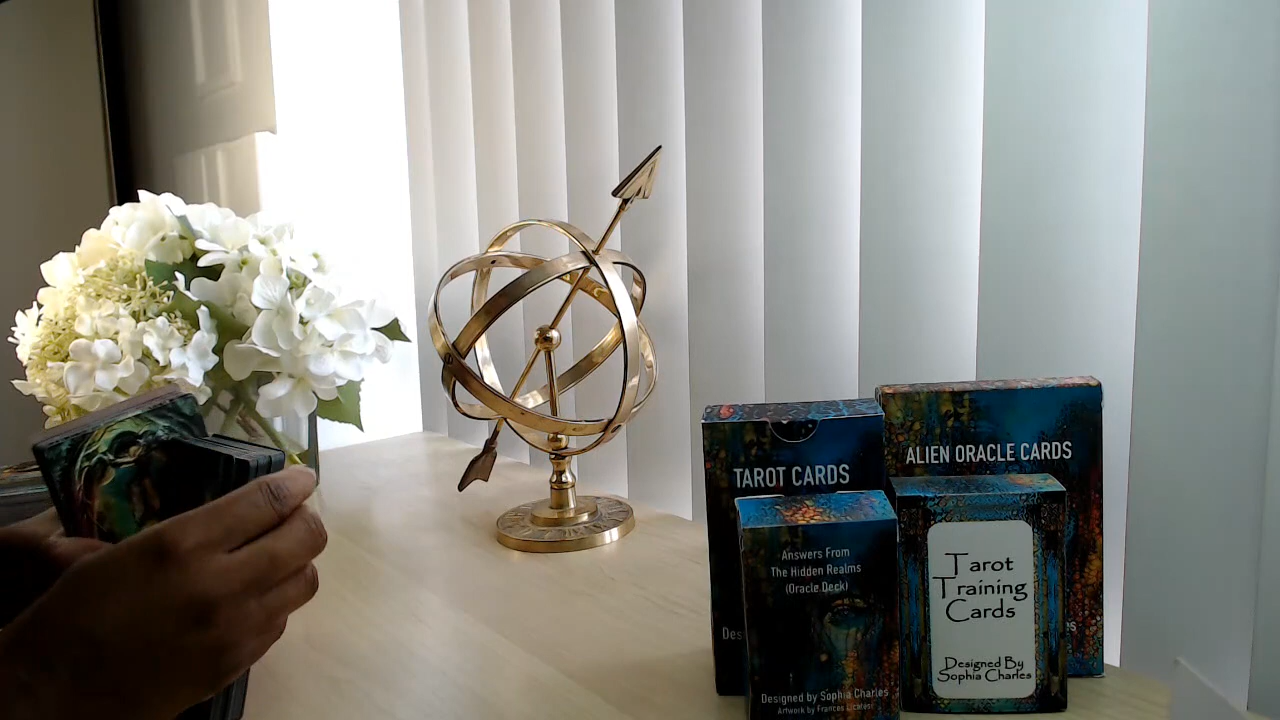 TAROT CARDS
ALIEN ORACLE CARDS
Answers From
The Hidden Realms
(Oracle Deck)
Designed by Sophia Charles
Artwork by Frances Licatesi
Tarot
Training
Cards
Designed By
Sophia Charles
Des